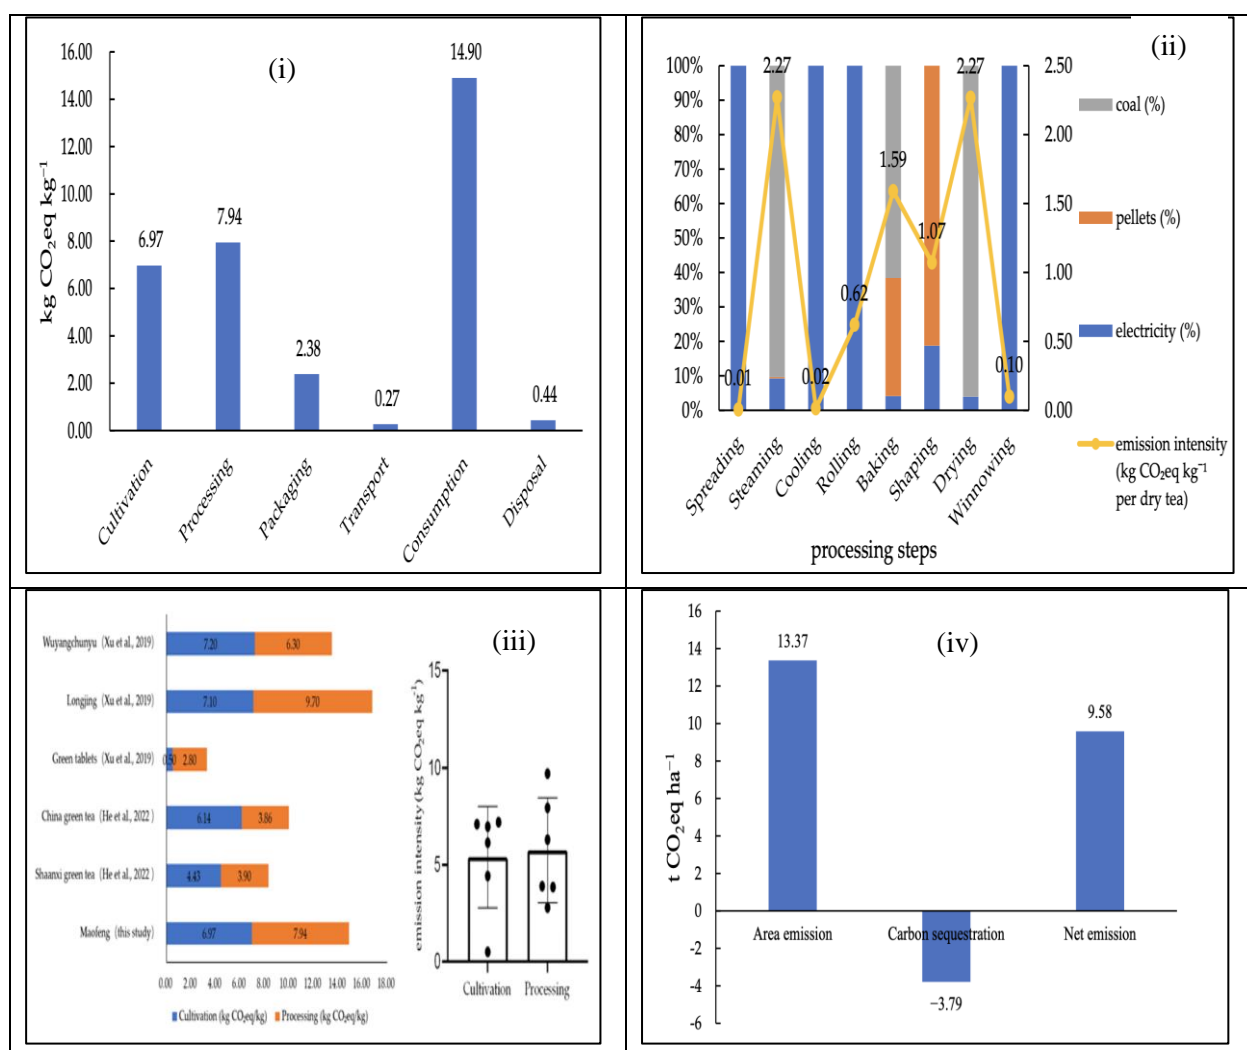 (i)
kg CO₂eq kg⁻¹
16.00
14.00
12.00
10.00
8.00
6.00
4.00
2.00
0.00
6.97
7.94
2.38
0.27
14.90
0.44
Cultivation
Processing
Packaging
Transport
Consumption
Disposal
(ii)
100%
90%
80%
70%
60%
50%
40%
30%
20%
10%
0%
0.01
2.27
0.02
0.62
1.59
1.07
2.27
0.10
2.50
2.00
1.50
1.00
0.50
0.00
Spreading
Steaming
Cooling
Rolling
Baking
Shaping
Drying
Winnowing
processing steps
coal (%)
pellets (%)
electricity (%)
emission intensity
(kg CO₂eq kg⁻¹
per dry tea)
(iii)
Wuyangchunyu (Xu et al., 2019)
7.20 6.30
Longjing (Xu et al., 2019)
7.10 9.70
Green tablets (Xu et al., 2019)
0.50 2.80
China green tea (He et al., 2022)
6.14 3.86
Shaanxi green tea (He et al., 2022)
4.43 3.90
Maofeng (this study)
6.97 7.94
0.00 2.00 4.00 6.00 8.00 10.00 12.00 14.00 16.00 18.00
Cultivation (kg CO₂eq/kg) Processing (kg CO₂eq/kg)
emission intensity (kg CO₂eq kg⁻¹)
15
10
5
0
Cultivation Processing
(iv)
t CO₂eq ha⁻¹
16
14
12
10
8
6
4
2
0
-2
-4
-6
13.37
−3.79
9.58
Area emission
Carbon sequestration
Net emission